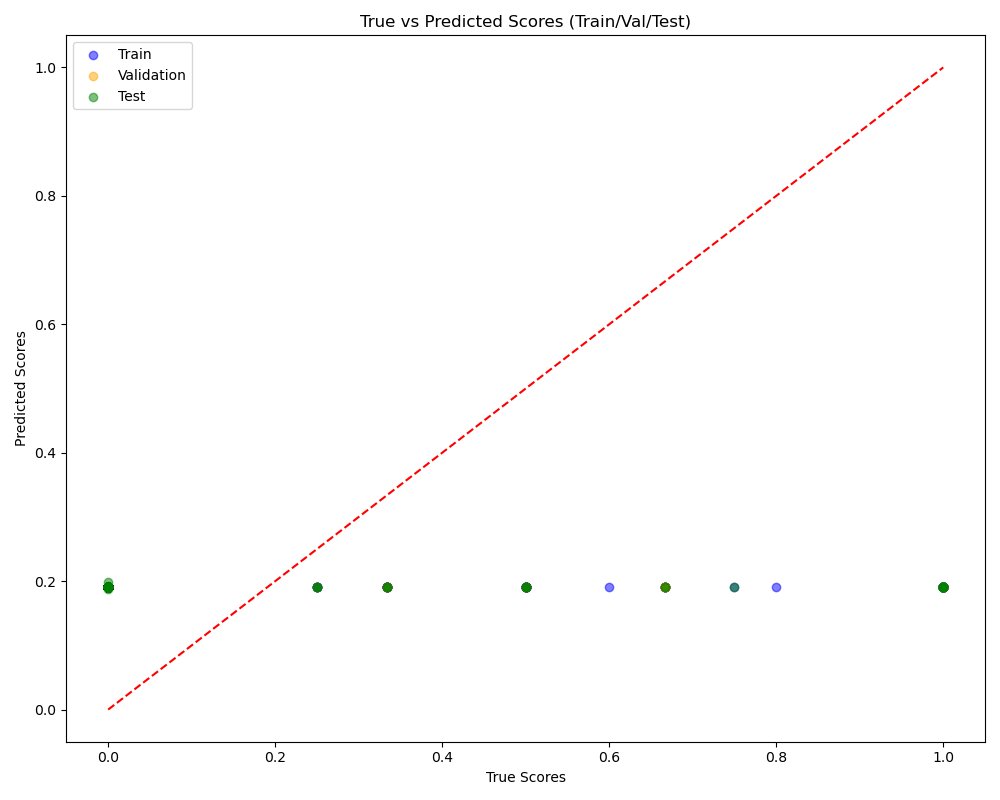 True vs Predicted Scores (Train/Val/Test)
Train
Validation
Test
1.0
0.8
0.6
0.4
0.2
0.0
Predicted Scores
0.0 0.2 0.4 0.6 0.8 1.0
True Scores